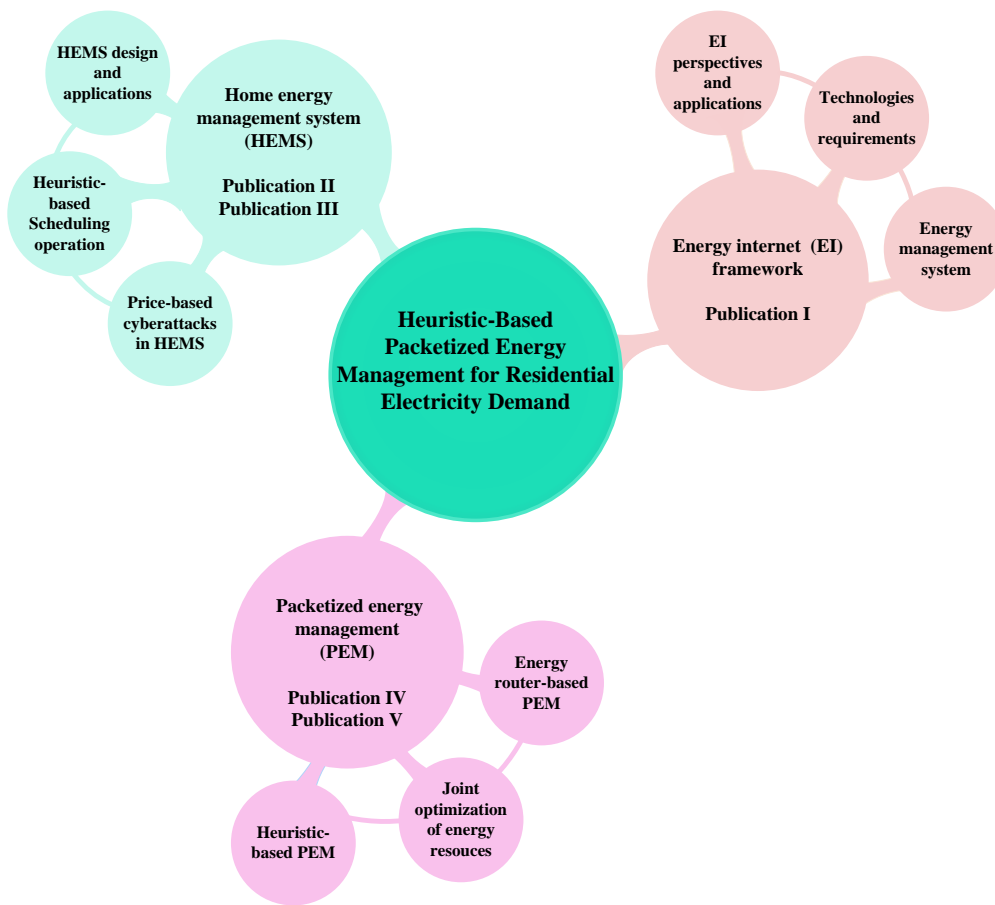 HEMS design
and
applications
Home energy
management system
(HEMS)
Publication II
Publication III
Heuristic-
based
Scheduling
operation
Price-based
cyberattacks
in HEMS
EI
perspectives
and
applications
Technologies
and
requirements
Energy
management
system
Energy internet  (EI)
framework
Publication I
Heuristic-Based
Packetized Energy
Management for Residential
Electricity Demand
Packetized energy
management
(PEM)
Publication IV
Publication V
Energy
router-based
PEM
Joint
optimization
of energy
resouces
Heuristic-
based PEM